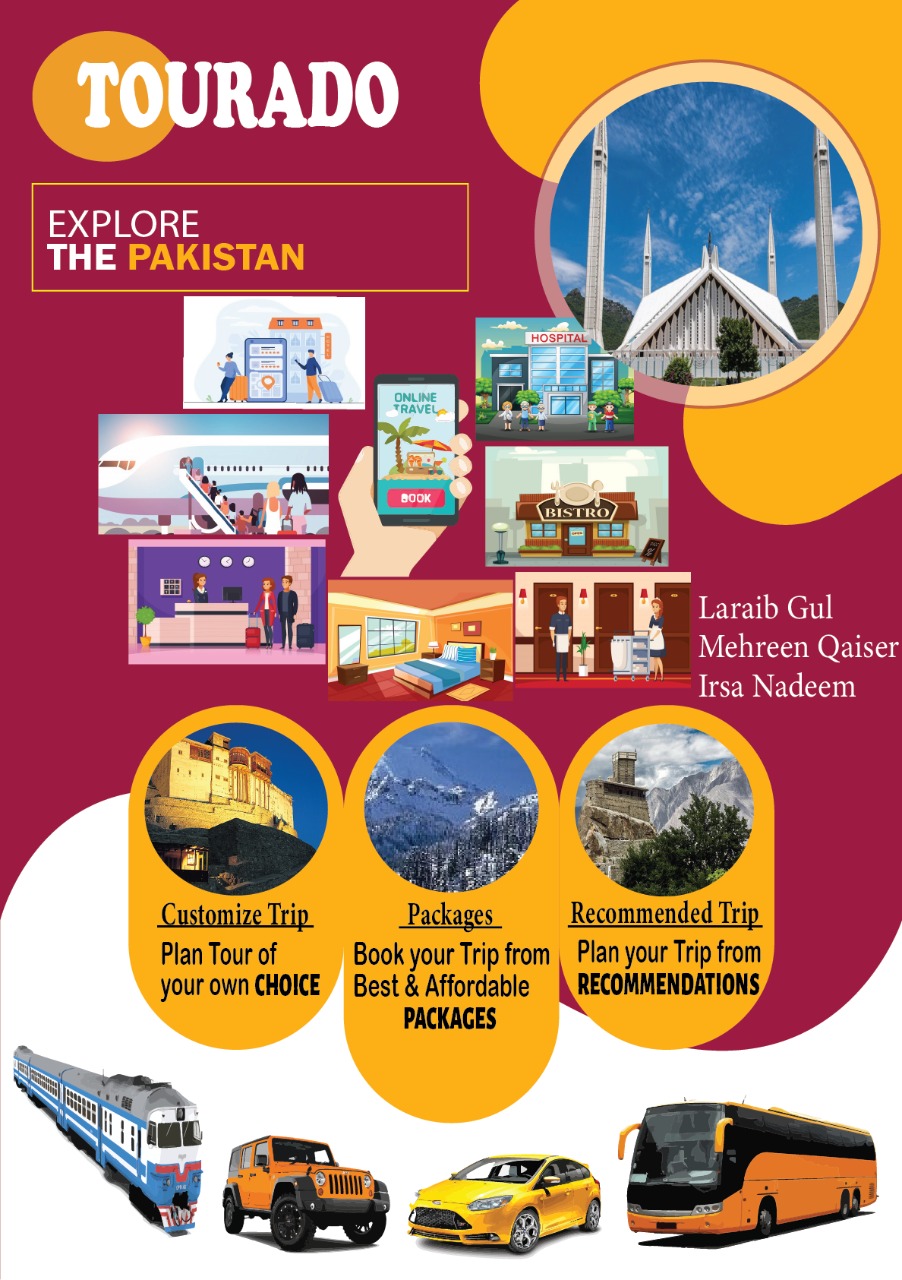 TOURADO
EXPLORE
THE PAKISTAN
HOSPITAL
ONLINE
TRAVEL
BOOK
BISTRO
OPEN
Laraib Gul
Mehreen Qaiser
Irsa Nadeem
Customize Trip
Plan Tour of
your own CHOICE
Packages
Book your Trip from
Best & Affordable
PACKAGES
Recommended Trip
Plan your Trip from
RECOMMENDATIONS